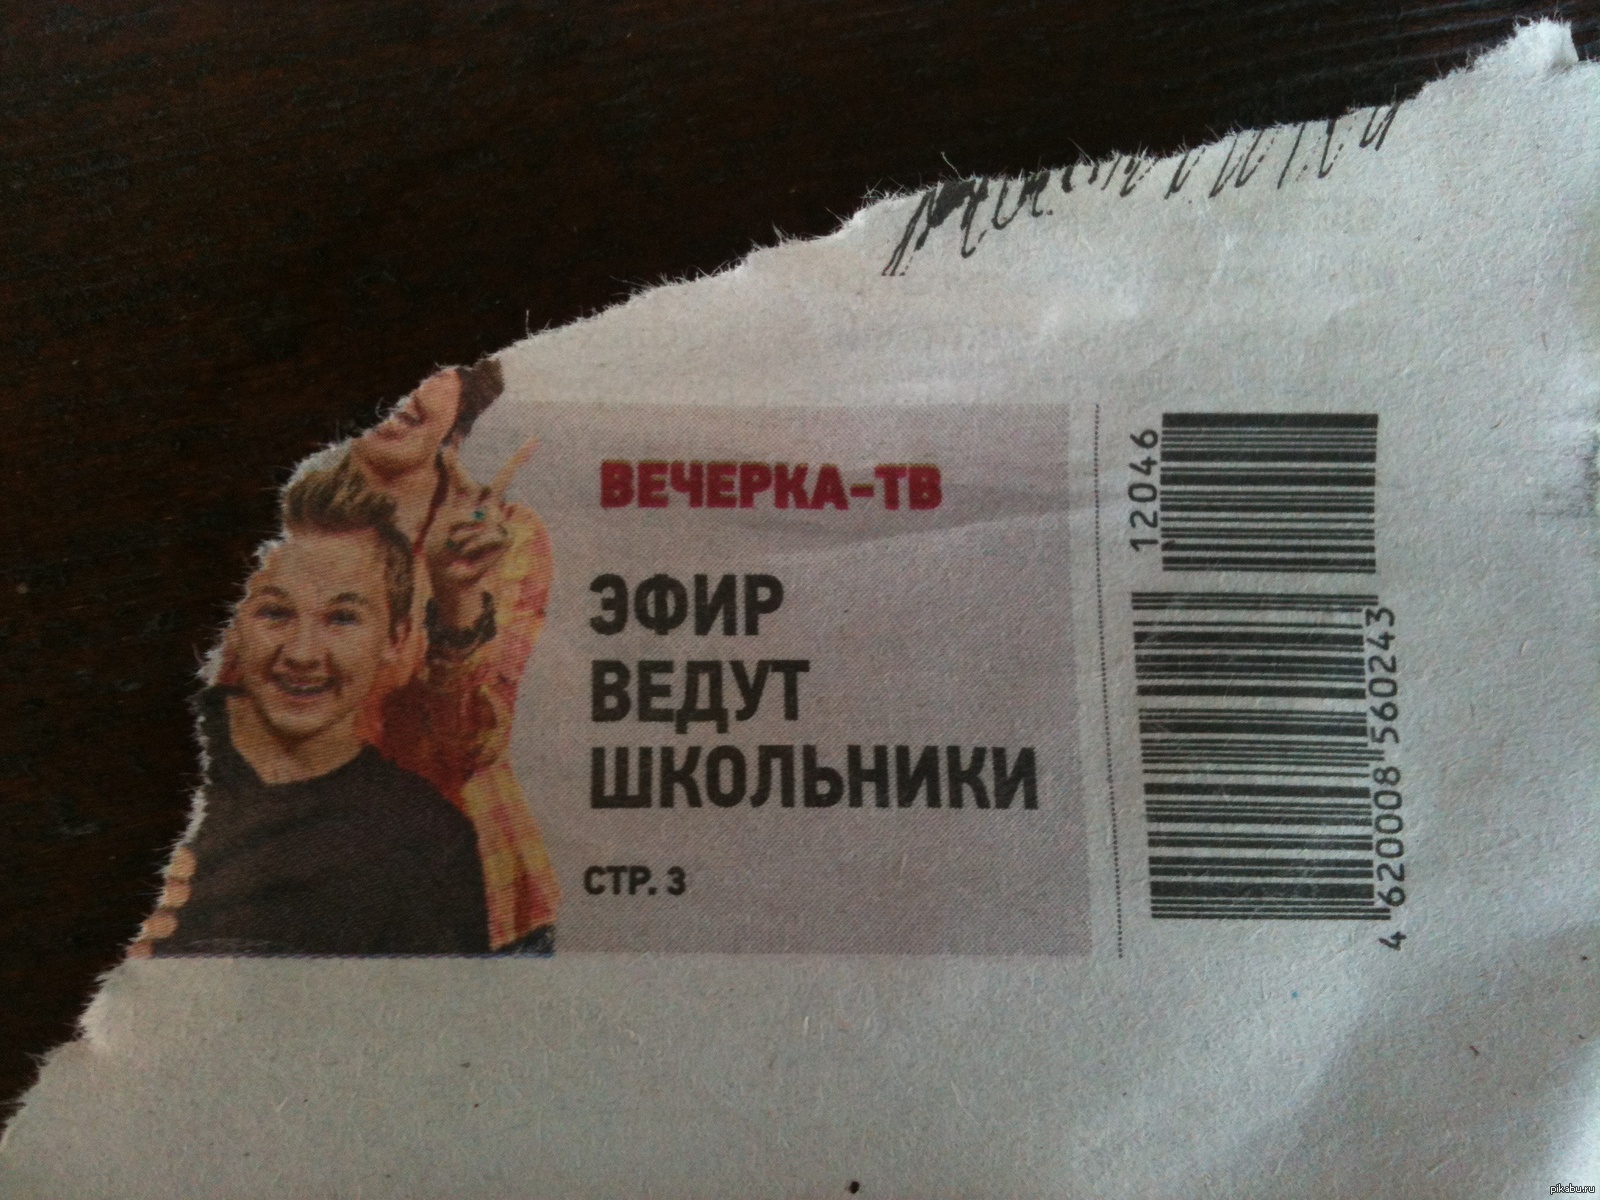 ВЕЧЕРКА-ТВ
ЭФИР
ВЕДУТ
ШКОЛЬНИКИ
СТР. 3
12046
4 620008 560243
pikabu.ru